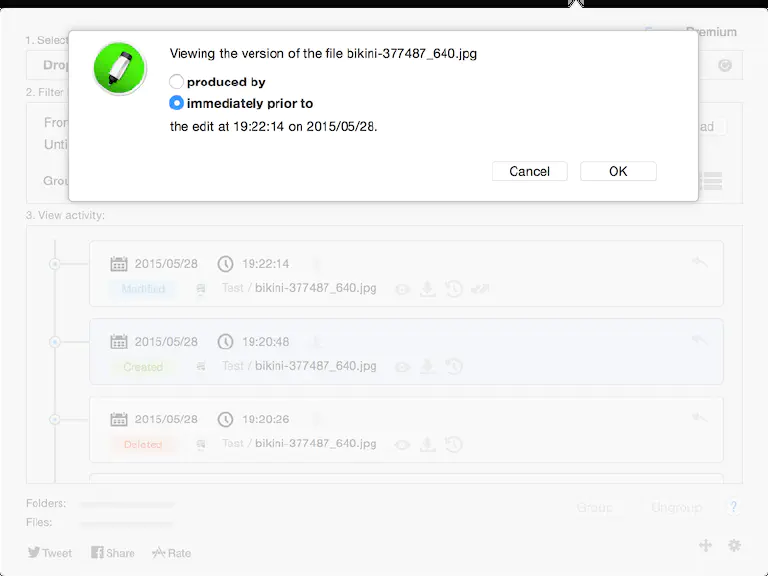 Premium
1. Select
Viewing the version of the file bikini-377487_640.jpg
Drop
produced by
2. Filter
immediately prior to
From
the edit at 19:22:14 on 2015/05/28.
Until
Cancel
OK
3. View activity:
2015/05/28 19:22:14
Modified Test / bikini-377487_640.jpg
2015/05/28 19:20:48
Created Test / bikini-377487_640.jpg
2015/05/28 19:20:26
Deleted Test / bikini-377487_640.jpg
Folders:
Files:
Group Ungroup ?
Tweet Share Rate